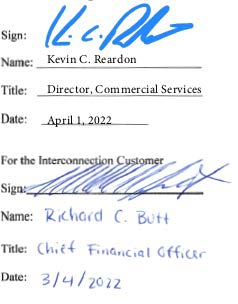 Sign:
Name: Kevin C. Reardon
Title: Director, Commercial Services
Date: April 1, 2022
For the Interconnection Customer
Sign:
Name: Richard C. Butt
Title: Chief Financial Officer
Date: 3/4/2022